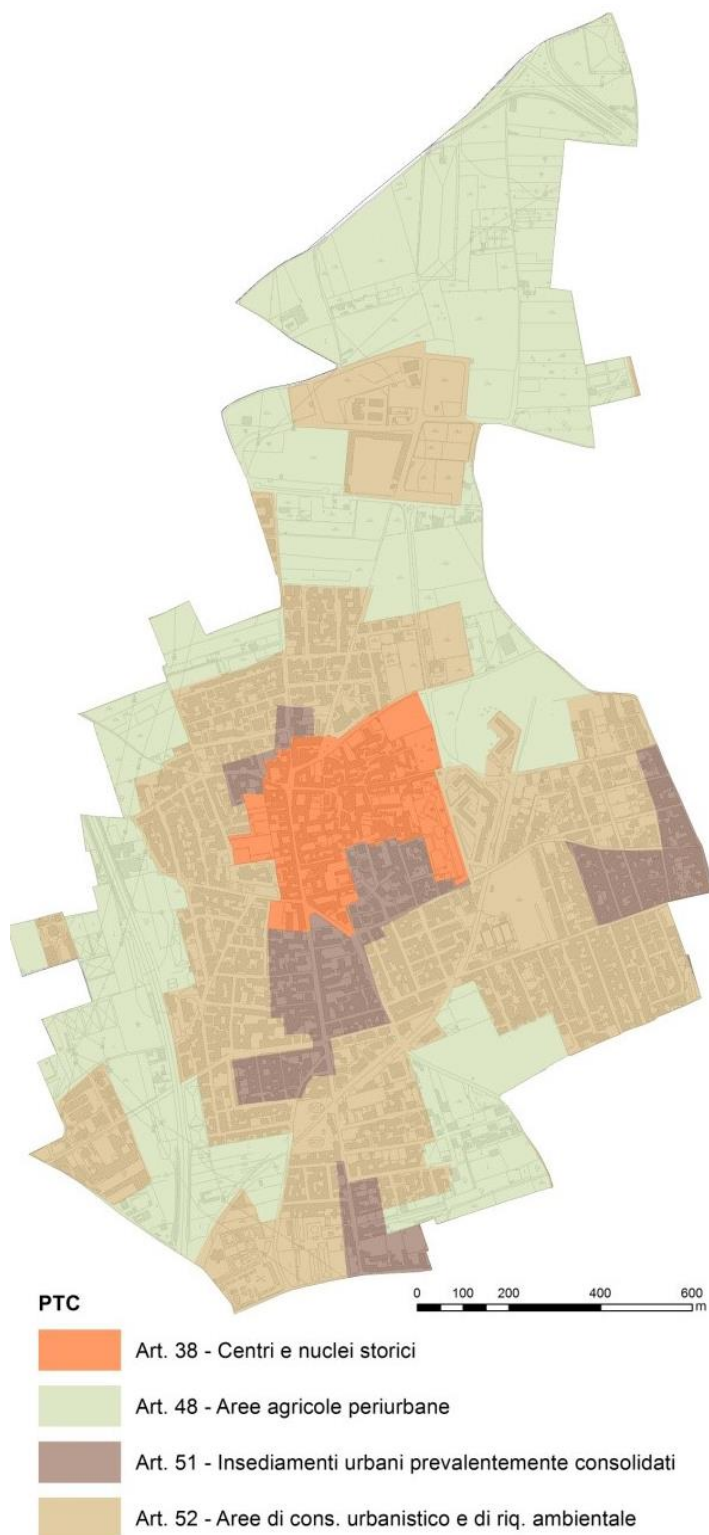 PTC
0 100 200 400 600
m
Art. 38 - Centri e nuclei storici
Art. 48 - Aree agricole periurbane
Art. 51 - Insediamenti urbani prevalentemente consolidati
Art. 52 - Aree di cons. urbanistico e di riq. ambientale